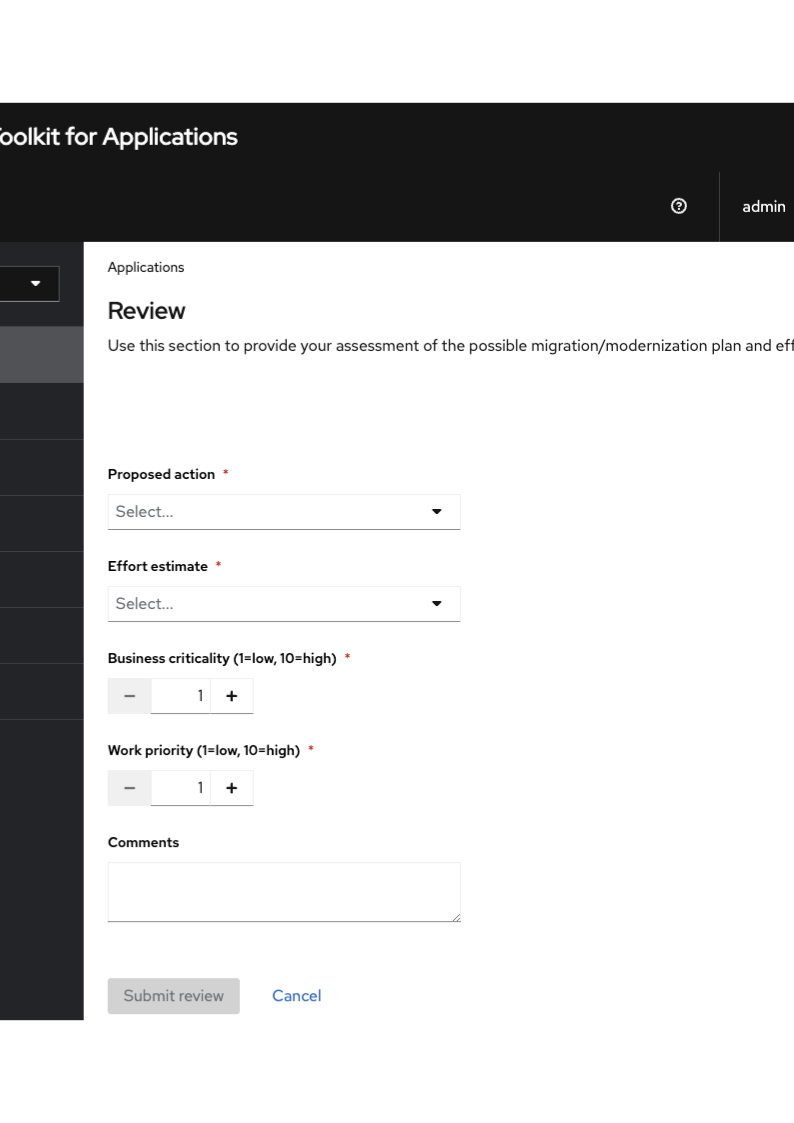 Toolkit for Applications
admin
Applications
Review
Use this section to provide your assessment of the possible migration/modernization plan and
Proposed action *
Select...
Effort estimate *
Select...
Business criticality (1=low, 10=high) *
1
Work priority (1=low, 10=high) *
1
Comments
Submit review
Cancel